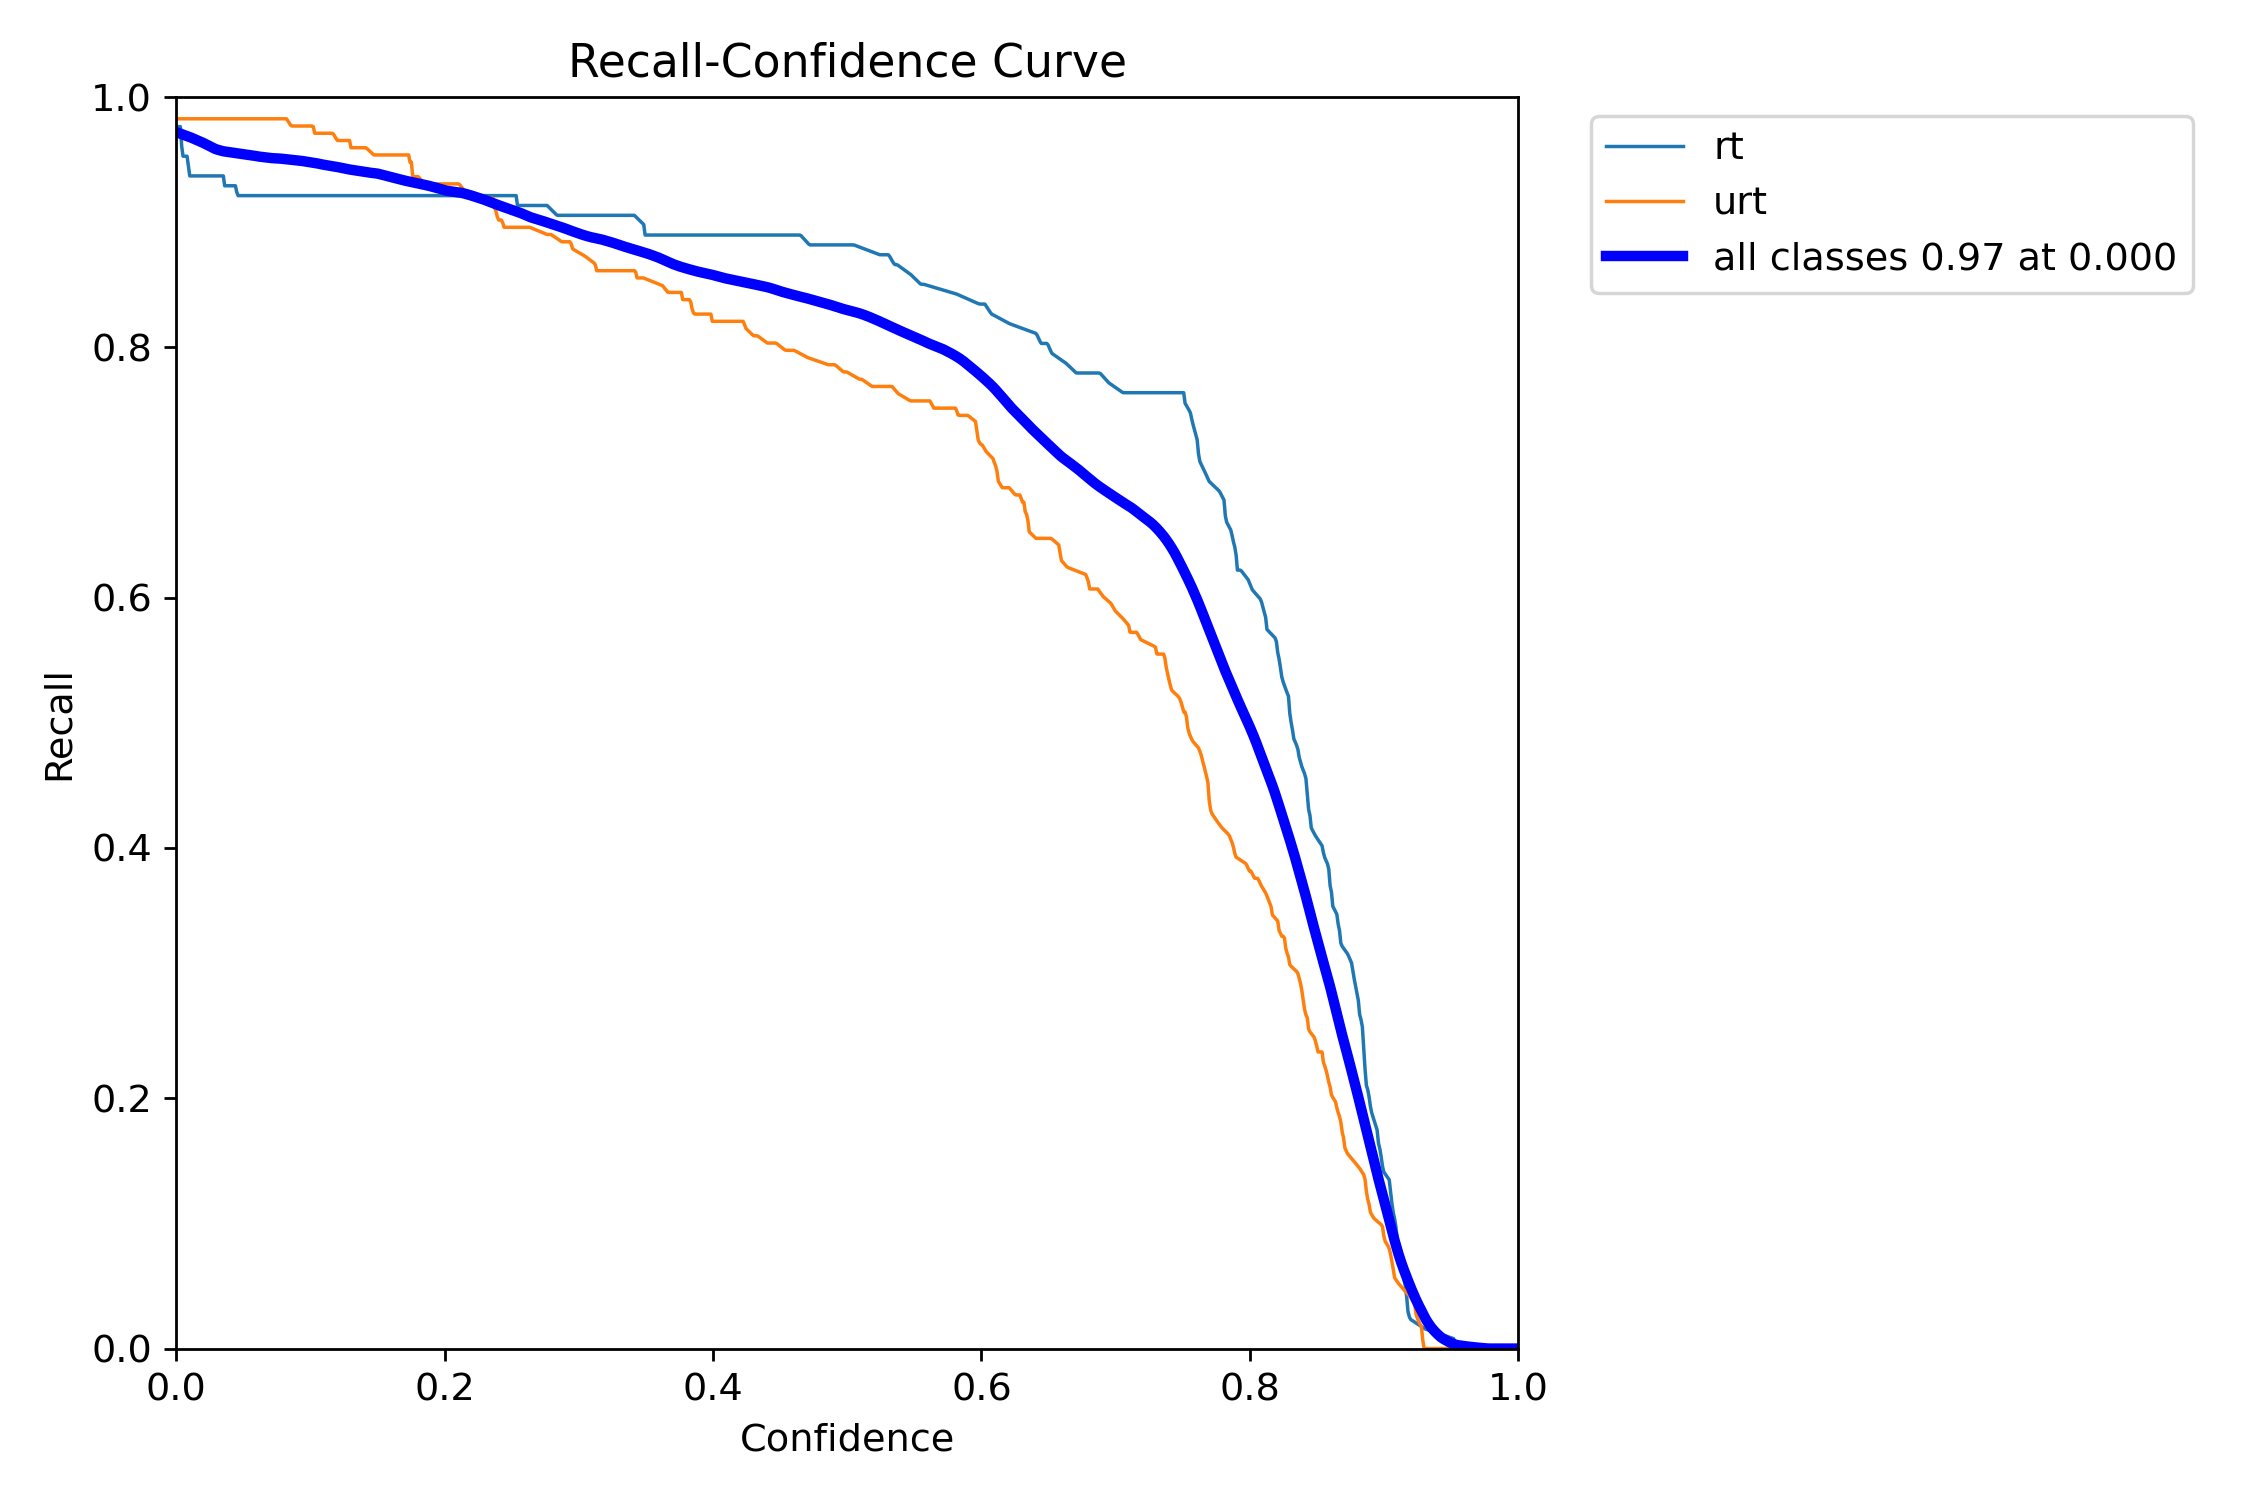 Recall-Confidence Curve
1.0
0.8
0.6
0.4
0.2
0.0
Recall
0.0 0.2 0.4 0.6 0.8 1.0
Confidence
rt
urt
all classes 0.97 at 0.000